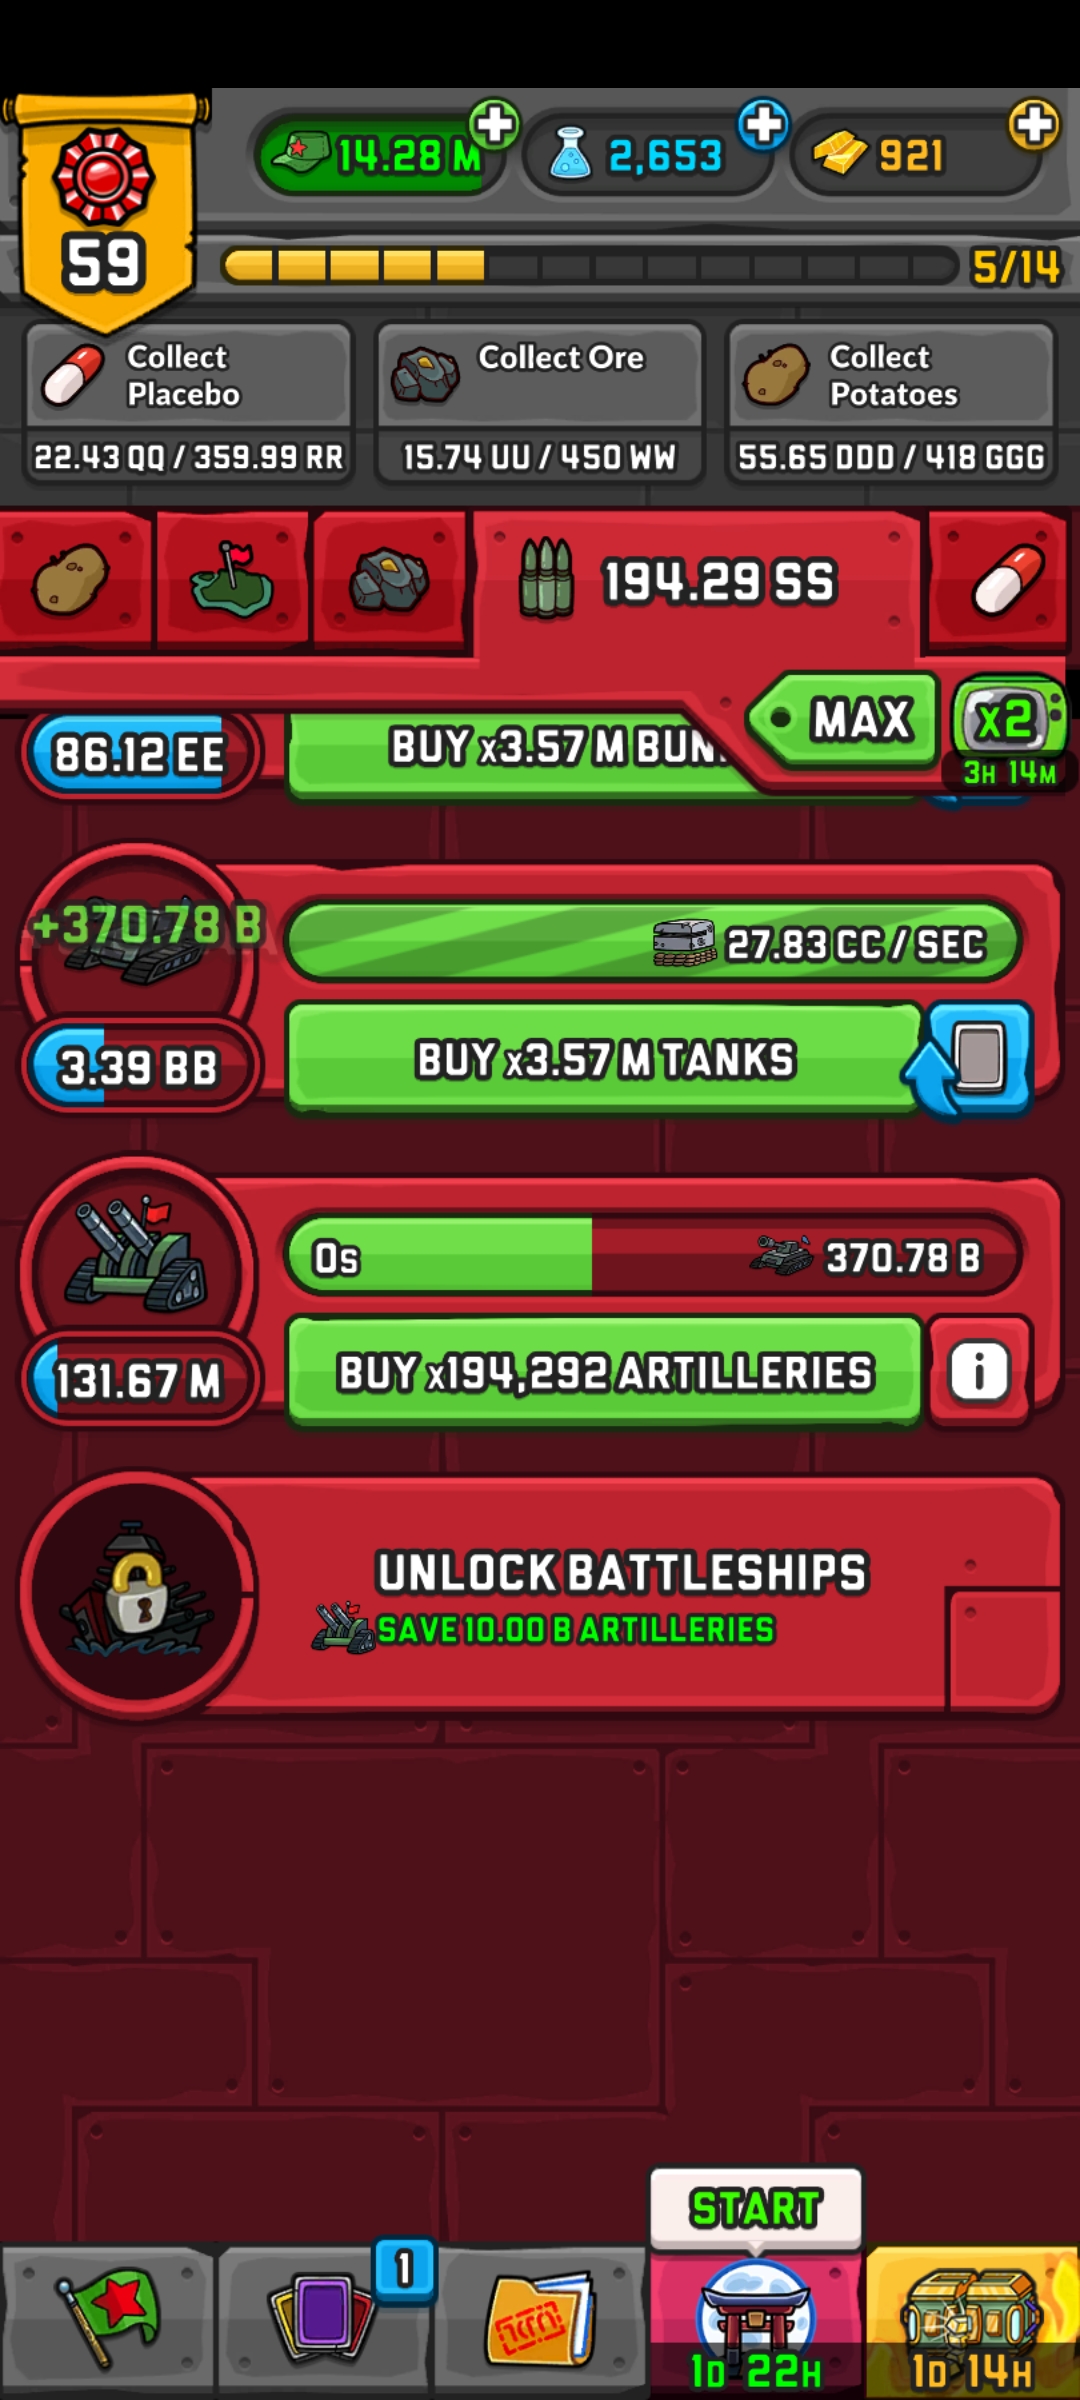 14.28 M
2,653
921
59
5/14
Collect
Placebo
22.43 QQ / 359.99 RR
Collect Ore
15.74 UU / 450 WW
Collect
Potatoes
55.65 DDD / 418 GGG
194.29 SS
MAX
x2
3H 14M
86.12 EE
BUY x3.57 M BUN
+370.78 B
27.83 CC / SEC
3.39 BB
BUY x3.57 M TANKS
0s
370.78 B
131.67 M
BUY x194,292 ARTILLERIES
i
UNLOCK BATTLESHIPS
SAVE 10.00 B ARTILLERIES
START
1
1D 22H
1D 14H